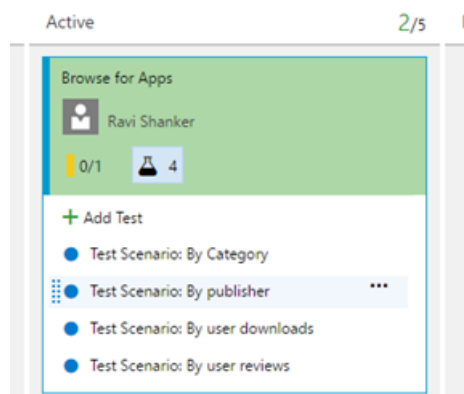 Active 2/5
Browse for Apps
Ravi Shanker
0/1 4
+ Add Test
Test Scenario: By Category
Test Scenario: By publisher ...
Test Scenario: By user downloads
Test Scenario: By user reviews